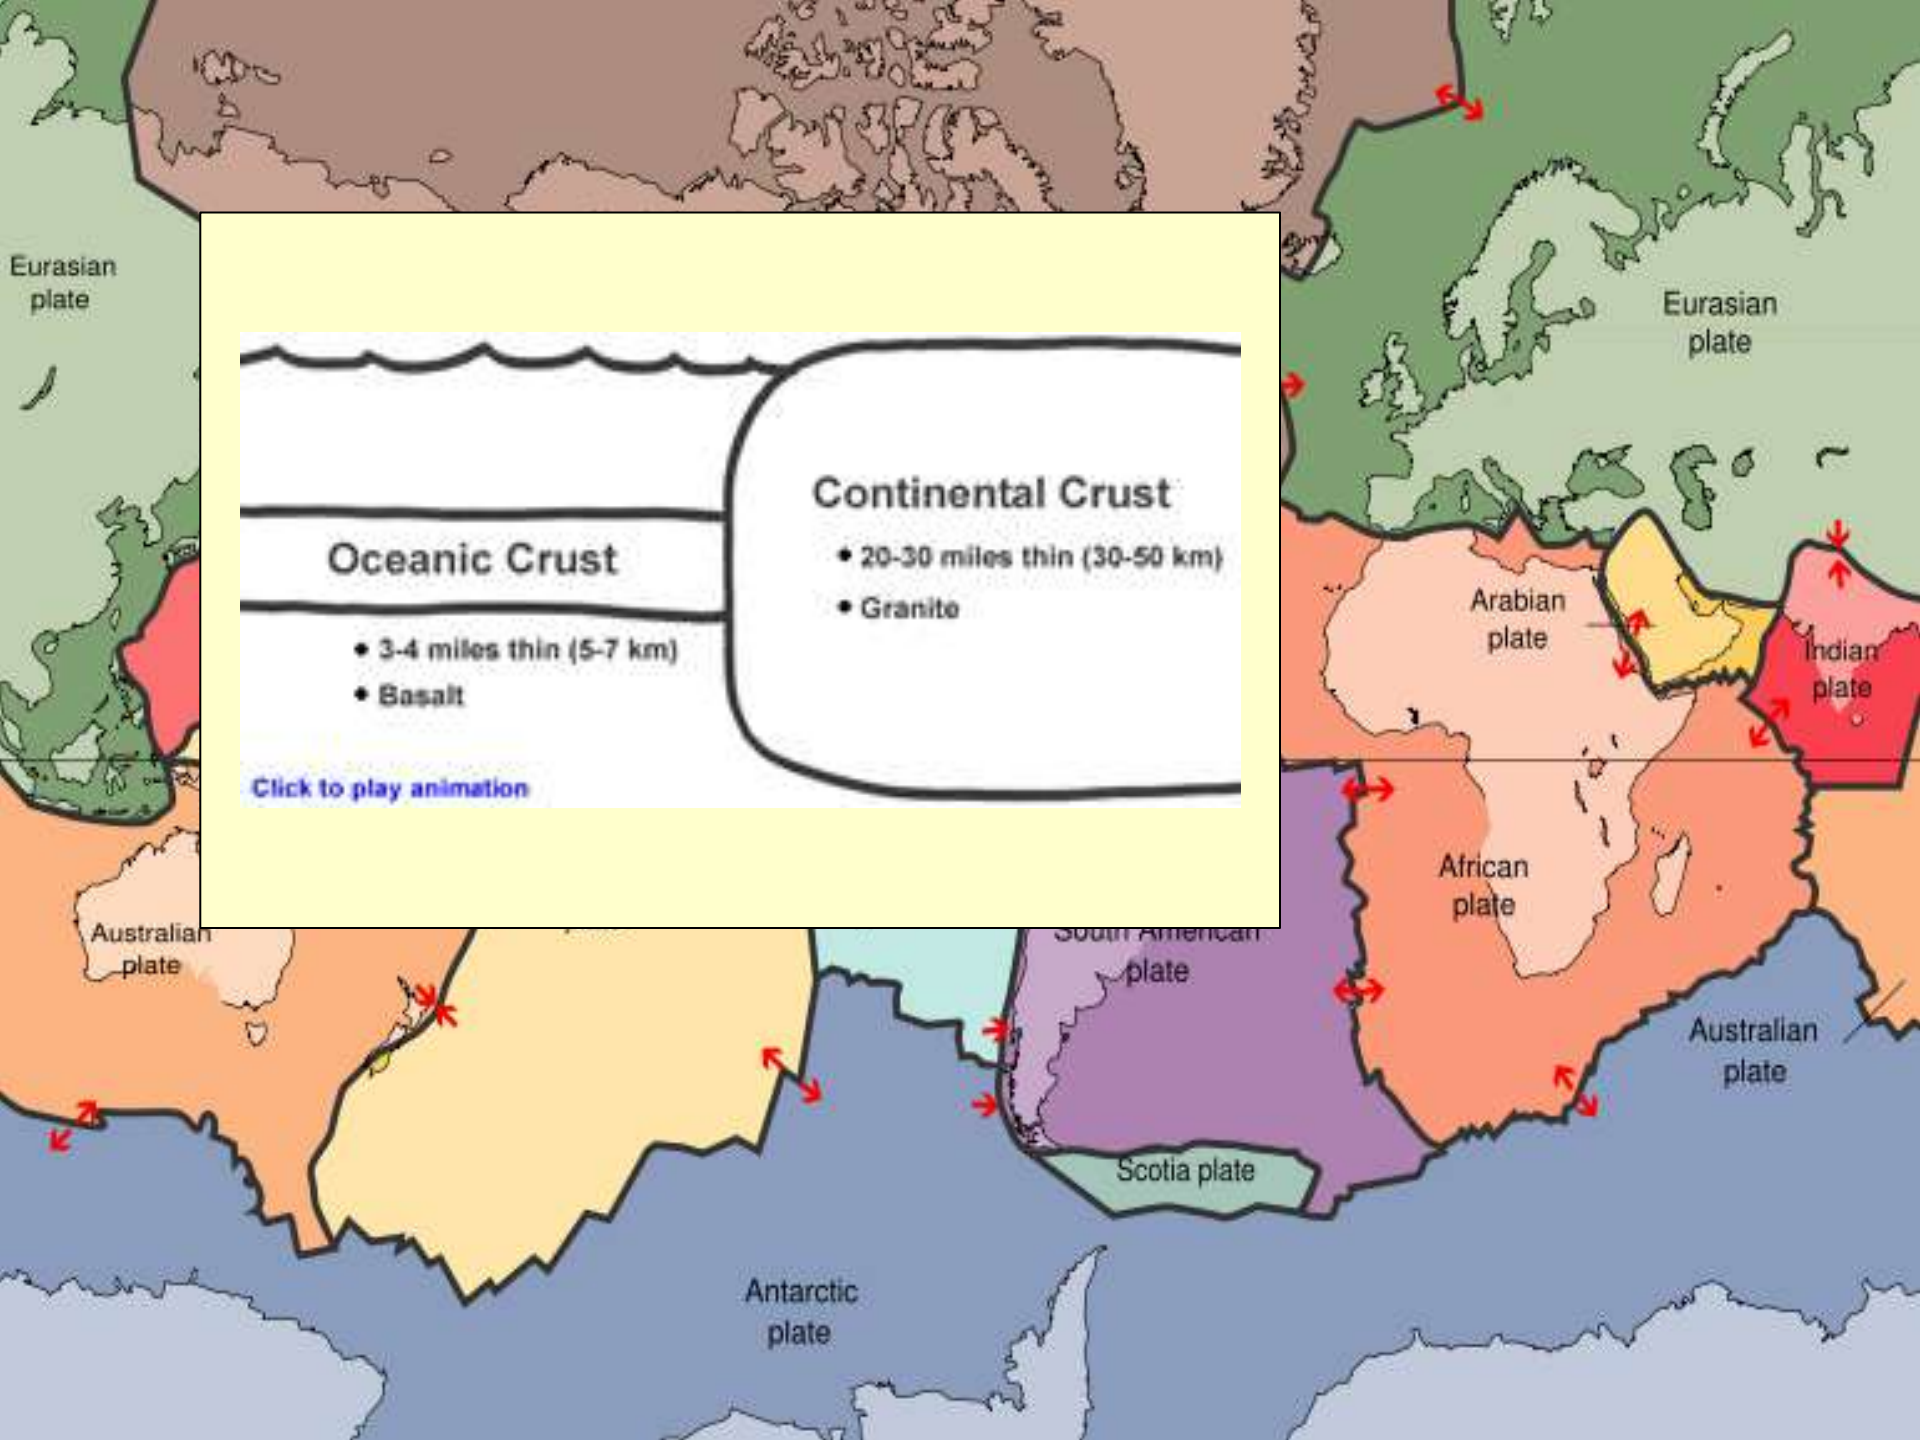 Eurasian
plate
Eurasian
plate
Continental Crust
• 20-30 miles thin (30-50 km)
• Granite
Oceanic Crust
• 3-4 miles thin (5-7 km)
• Basalt
Click to play animation
Arabian
plate
Indian
plate
African
plate
Australian
plate
South American
plate
Australian
plate
Scotia plate
Antarctic
plate